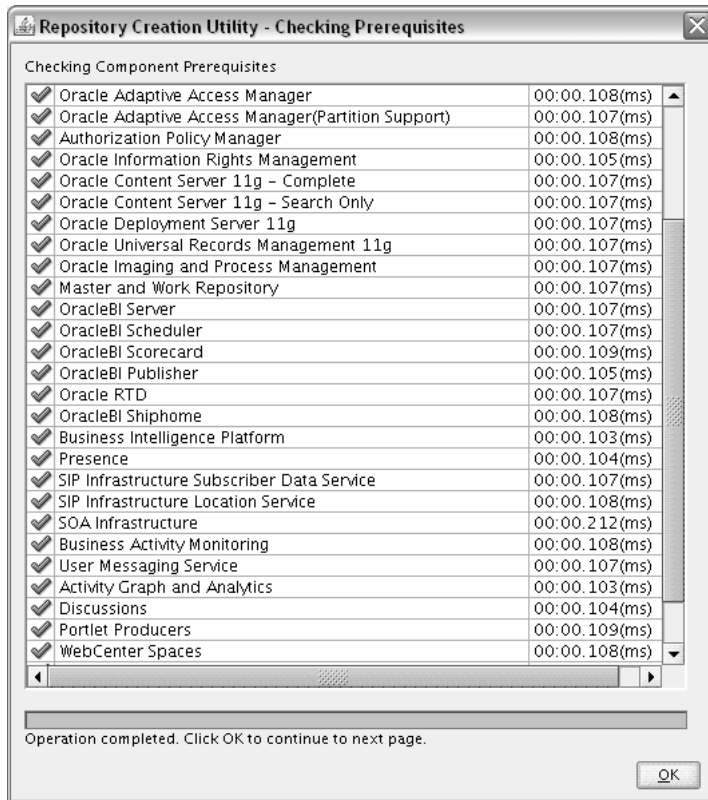 Repository Creation Utility - Checking Prerequisites
Checking Component Prerequisites
Oracle Adaptive Access Manager 00:00.108(ms)
Oracle Adaptive Access Manager(Partition Support) 00:00.107(ms)
Authorization Policy Manager 00:00.108(ms)
Oracle Information Rights Management 00:00.105(ms)
Oracle Content Server 11g – Complete 00:00.107(ms)
Oracle Content Server 11g – Search Only 00:00.107(ms)
Oracle Deployment Server 11g 00:00.107(ms)
Oracle Universal Records Management 11g 00:00.107(ms)
Oracle Imaging and Process Management 00:00.107(ms)
Master and Work Repository 00:00.107(ms)
OracleBI Server 00:00.107(ms)
OracleBI Scheduler 00:00.107(ms)
OracleBI Scorecard 00:00.109(ms)
OracleBI Publisher 00:00.105(ms)
Oracle RTD 00:00.107(ms)
OracleBI Shiphome 00:00.108(ms)
Business Intelligence Platform 00:00.103(ms)
Presence 00:00.104(ms)
SIP Infrastructure Subscriber Data Service 00:00.107(ms)
SIP Infrastructure Location Service 00:00.108(ms)
SOA Infrastructure 00:00.212(ms)
Business Activity Monitoring 00:00.108(ms)
User Messaging Service 00:00.107(ms)
Activity Graph and Analytics 00:00.103(ms)
Discussions 00:00.104(ms)
Portlet Producers 00:00.109(ms)
WebCenter Spaces 00:00.108(ms)
Operation completed. Click OK to continue to next page.
OK